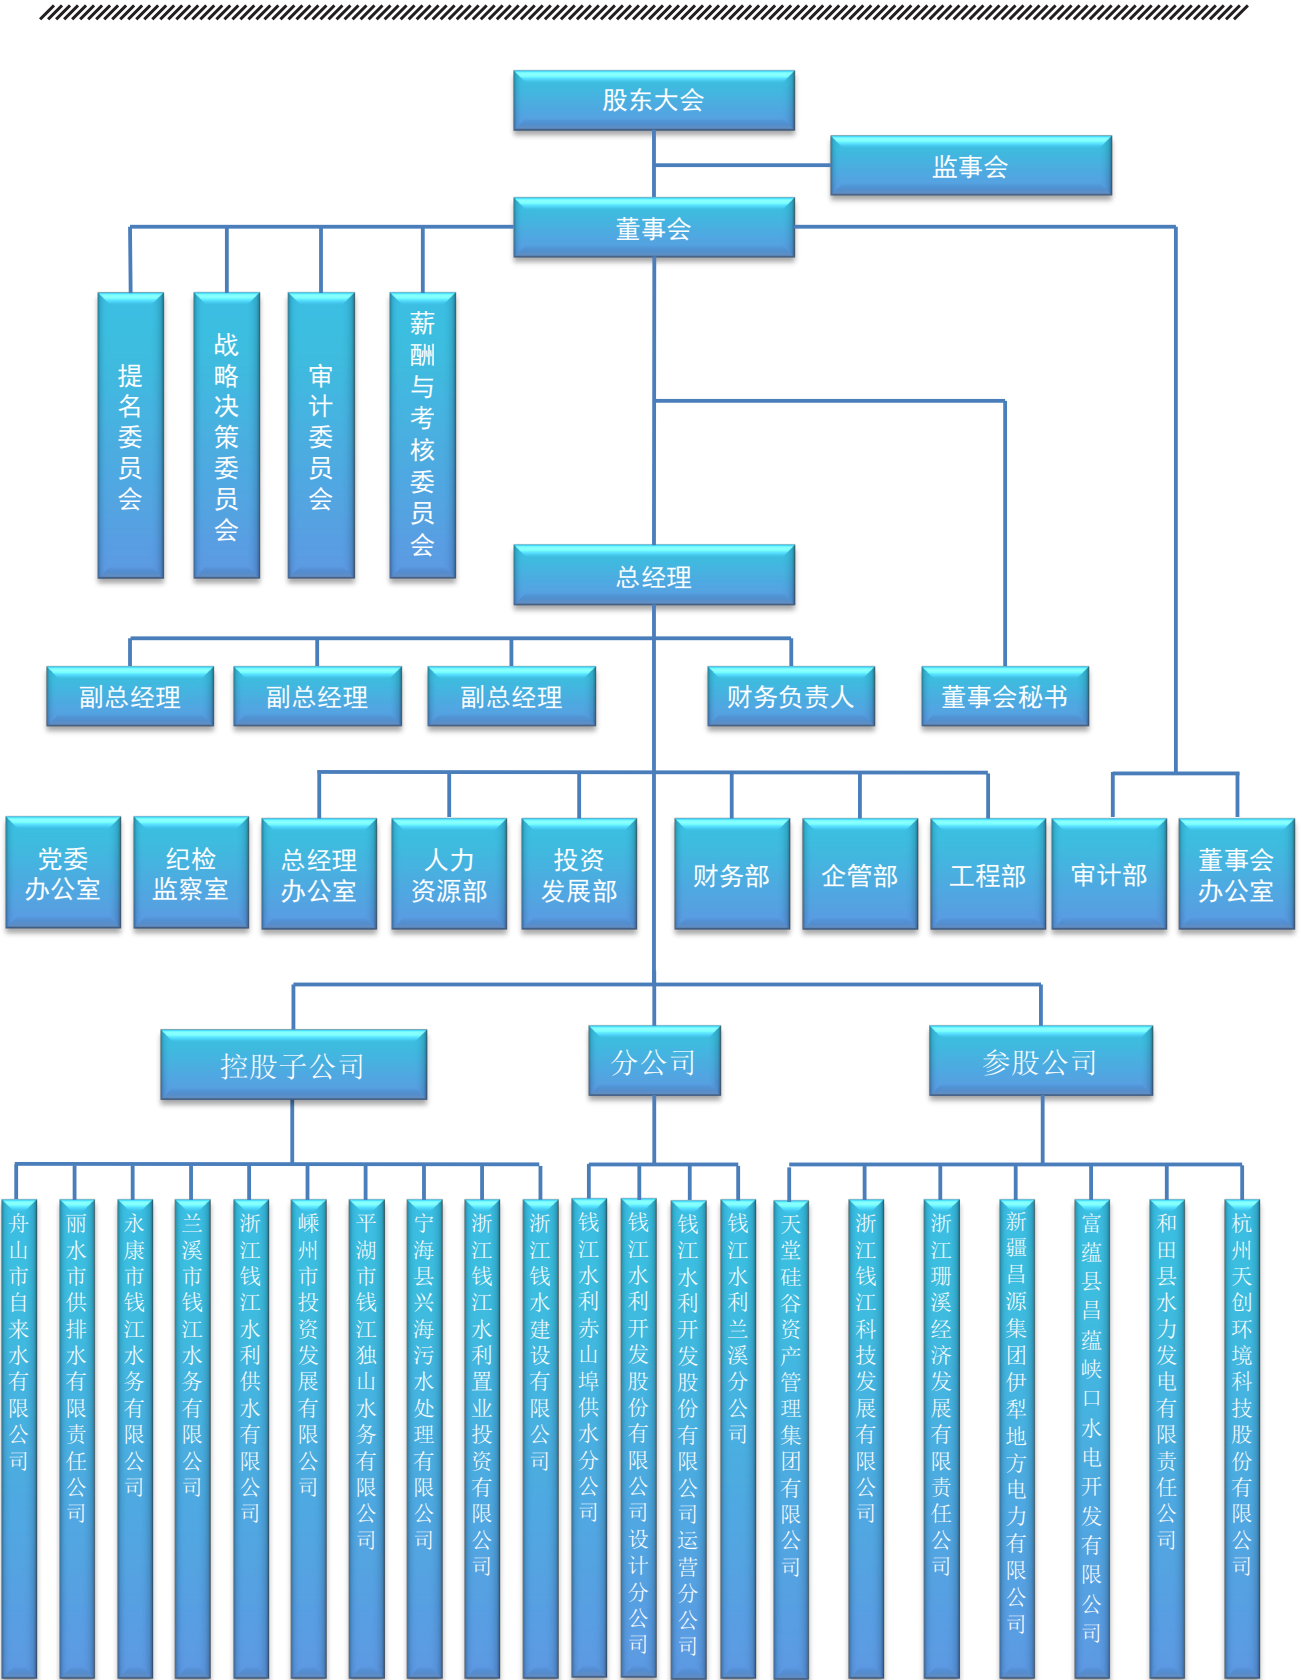 股东大会
监事会
董事会
提名委员会
战略决策委员会
审计委员会
薪酬与考核委员会
总经理
副总经理
副总经理
副总经理
财务负责人
董事会秘书
党委
办公室
纪检
监察室
总经理
办公室
人力
资源部
投资
发展部
财务部
企管部
工程部
审计部
董事会
办公室
控股子公司
分公司
参股公司
舟山市自来水有限公司
丽水市供排水有限责任公司
永康市钱江水务有限公司
兰溪市钱江水务有限公司
浙江钱江水利供水有限公司
嵊州市投资发展有限公司
平湖市钱江独山水务有限公司
宁海县兴海污水处理有限公司
浙江钱江水利置业投资有限公司
浙江钱水建设有限公司
钱江水利赤山埠供水分公司
钱江水利开发股份有限公司设计分公司
钱江水利开发股份有限公司运营分公司
钱江水利兰溪分公司
天堂硅谷资产管理集团有限公司
浙江钱江科技发展有限公司
浙江珊溪经济发展有限责任公司
新疆昌源集团伊犁地方电力有限公司
富蕴县昌蕴峡口水电开发有限公司
和田县水力发电有限责任公司
杭州天创环境科技股份有限公司